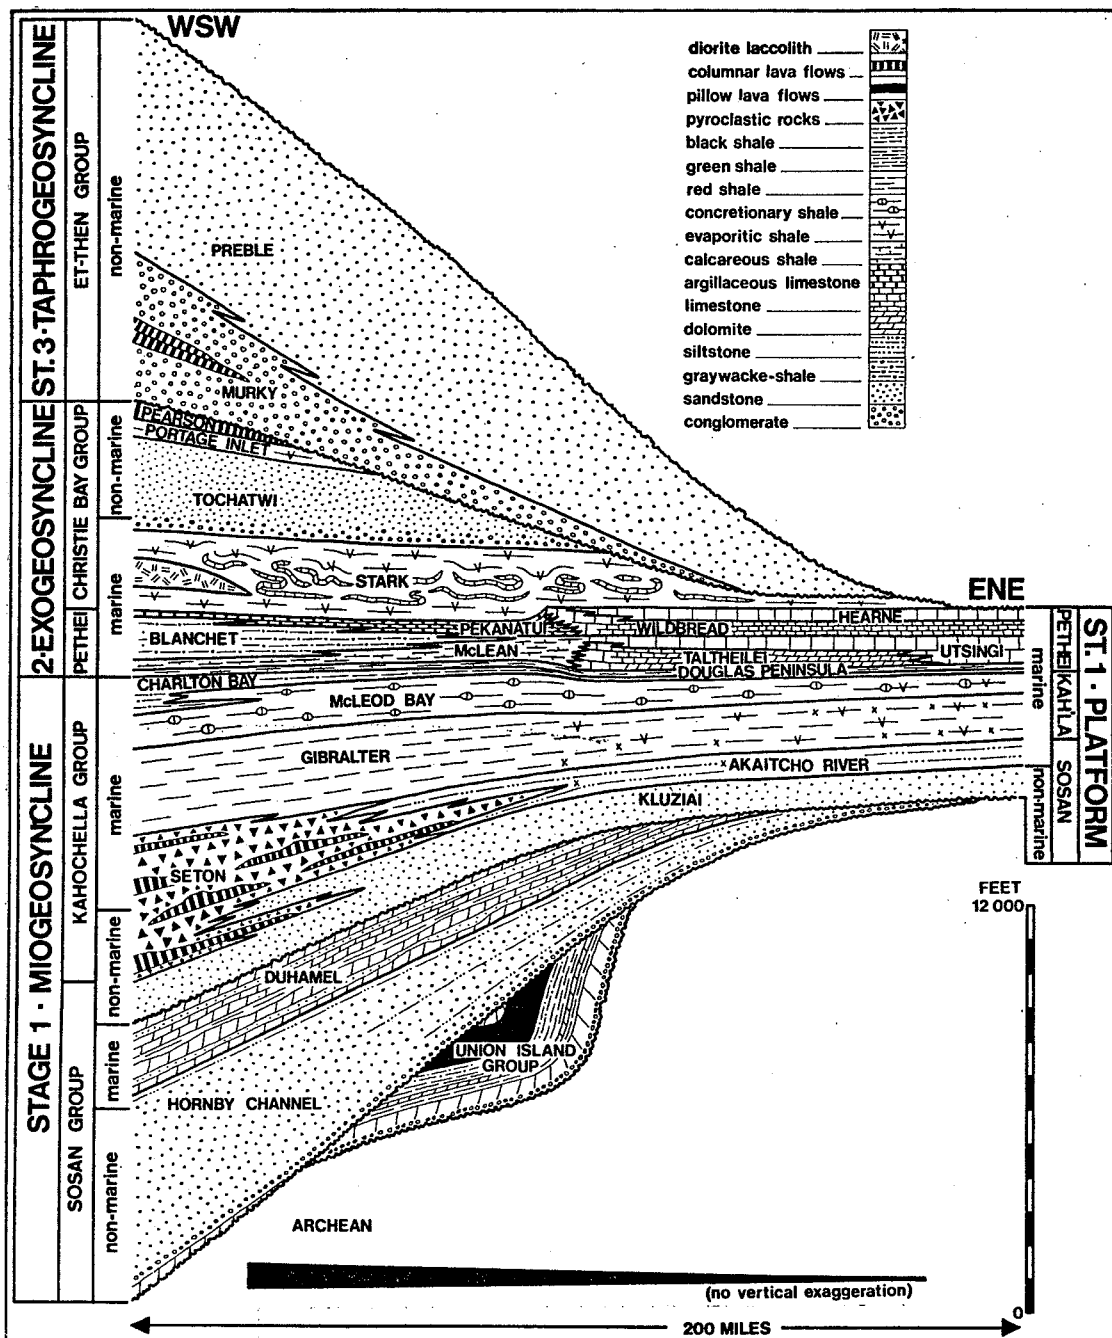 WSW
diorite laccolith
columnar lava flows
pillow lava flows
pyroclastic rocks
black shale
green shale
red shale
concretionary shale
evaporitic shale
calcareous shale
argillaceous limestone
limestone
dolomite
siltstone
graywacke-shale
sandstone
conglomerate
ST.3·TAPHROGEOSYNCLINE
ET-THEN GROUP
non-marine
PREBLE
MURKY
2·EXOGEOSYNCLINE
CHRISTIE BAY GROUP
non-marine
PEARSON
PORTAGE INLET
TOCHATWI
marine
STARK
ENE
PETHEI
BLANCHET
PEKANATUI
McLEAN
WILDBREAD
HEARNE
TALTHEILEI
UTSINGI
DOUGLAS PENINSULA
ST.1·PLATFORM
PETHEI
KAH'LA
SOSAN
marine
non-marine
STAGE 1 · MIOGEOSYNCLINE
KAHOCHELLA GROUP
marine
CHARLTON BAY
McLEOD BAY
GIBRALTER
AKAITCHO RIVER
KLUZIAI
SETON
non-marine
DUHAMEL
SOSAN GROUP
marine
UNION ISLAND
GROUP
HORNBY CHANNEL
non-marine
ARCHEAN
FEET
12 000
0
(no vertical exaggeration)
200 MILES